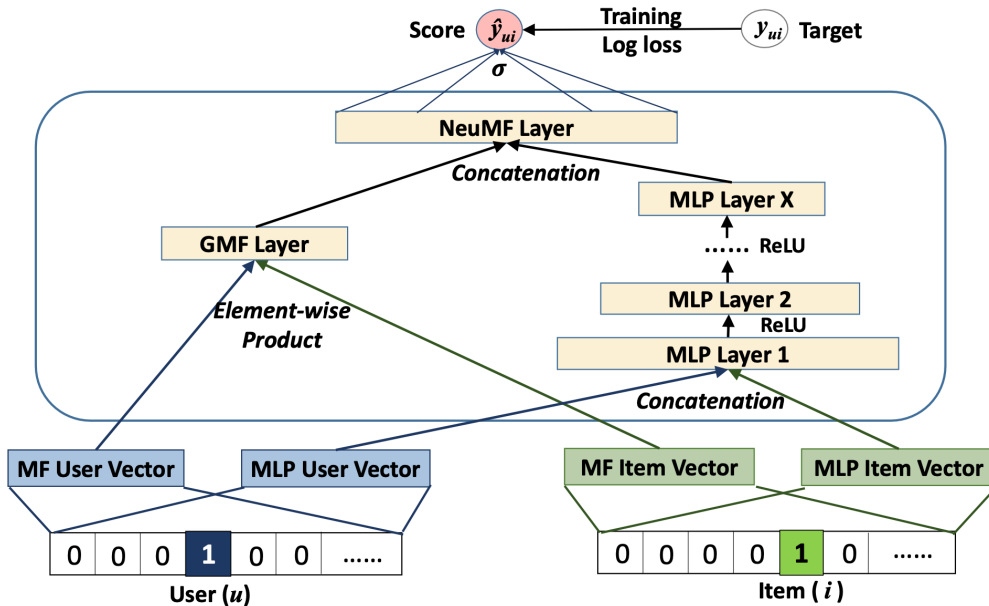 Score
ŷui
Training
Log loss
yui
Target
σ
NeuMF Layer
Concatenation
MLP Layer X
GMF Layer
...... ReLU
Element-wise
Product
MLP Layer 2
ReLU
MLP Layer 1
Concatenation
MF User Vector
MLP User Vector
MF Item Vector
MLP Item Vector
0 0 0 1 0 0 ......
0 0 0 0 1 0 ......
User (u)
Item ( i )